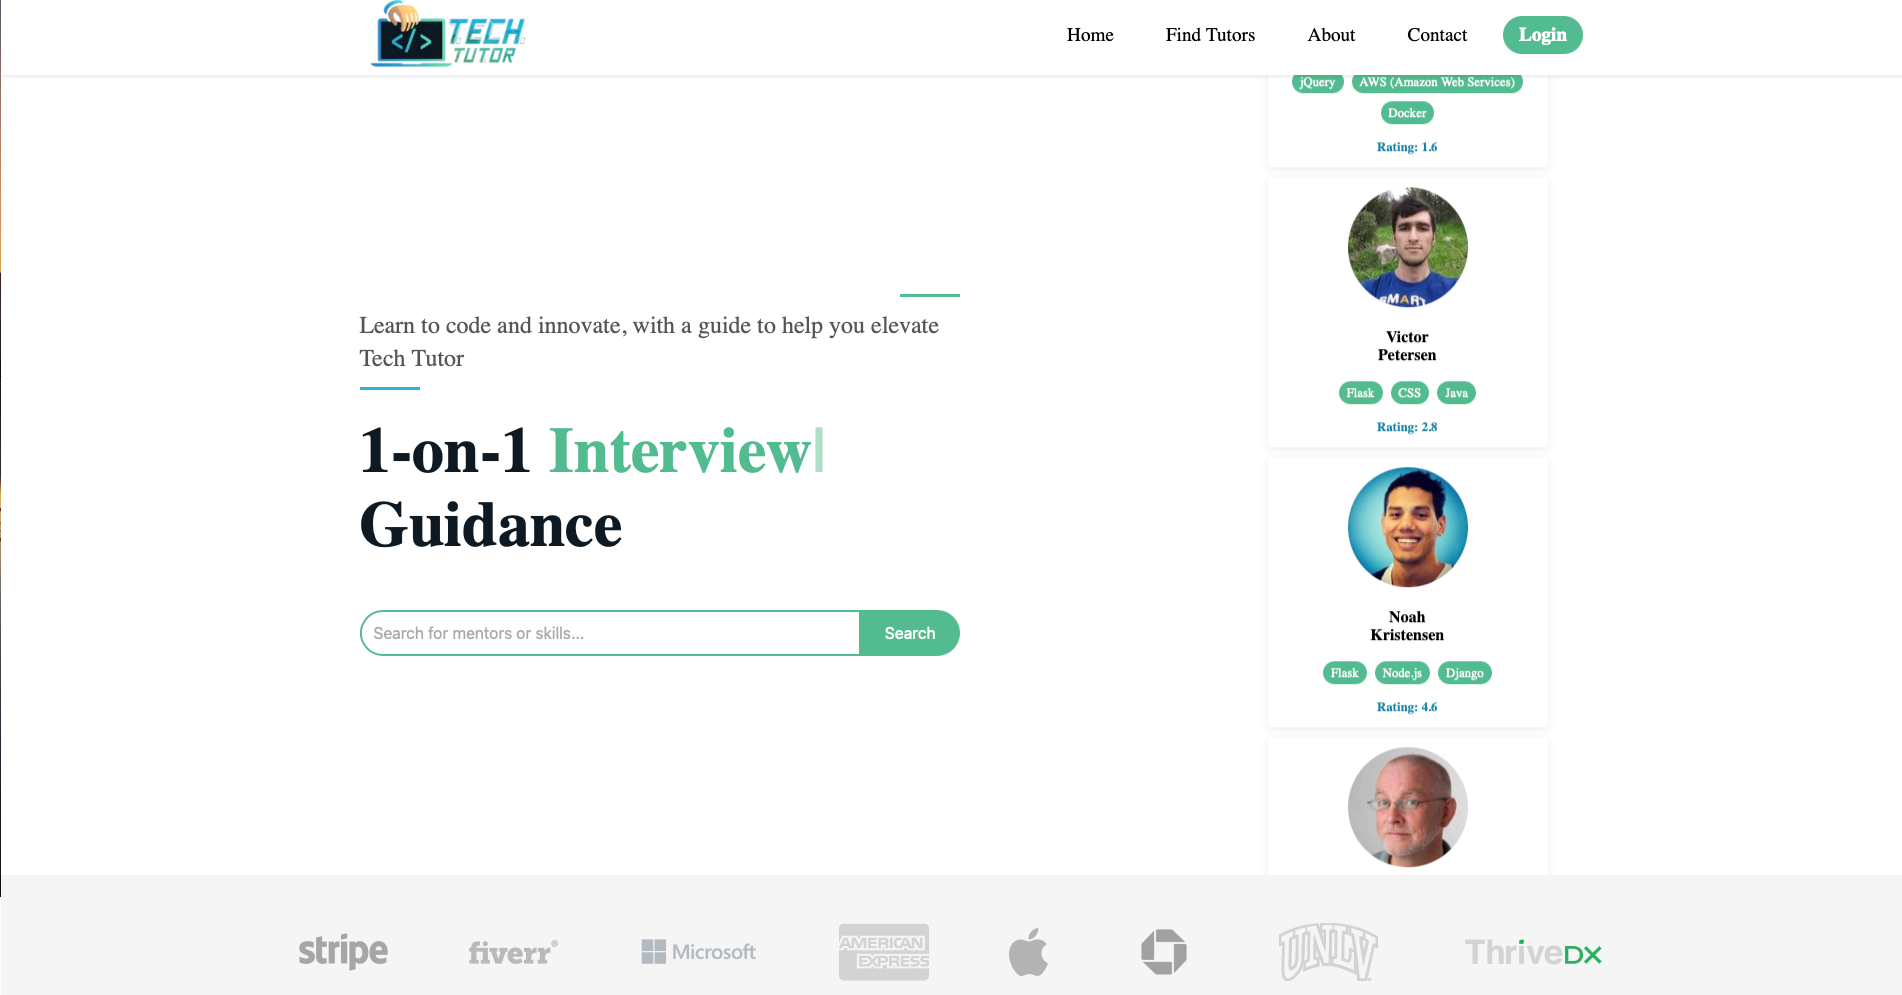 </>
TECH
TUTOR
Home
Find Tutors
About
Contact
Login
jQuery
AWS (Amazon Web Services)
Docker
Rating: 1.6
Learn to code and innovate, with a guide to help you elevate
Tech Tutor
1-on-1 Interview
Guidance
Search for mentors or skills...
Search
SMART
Victor
Petersen
Flask
CSS
Java
Rating: 2.8
Noah
Kristensen
Flask
Node.js
Django
Rating: 4.6
stripe
fiverr®
Microsoft
AMERICAN
EXPRESS
UNLV
ThriveDX